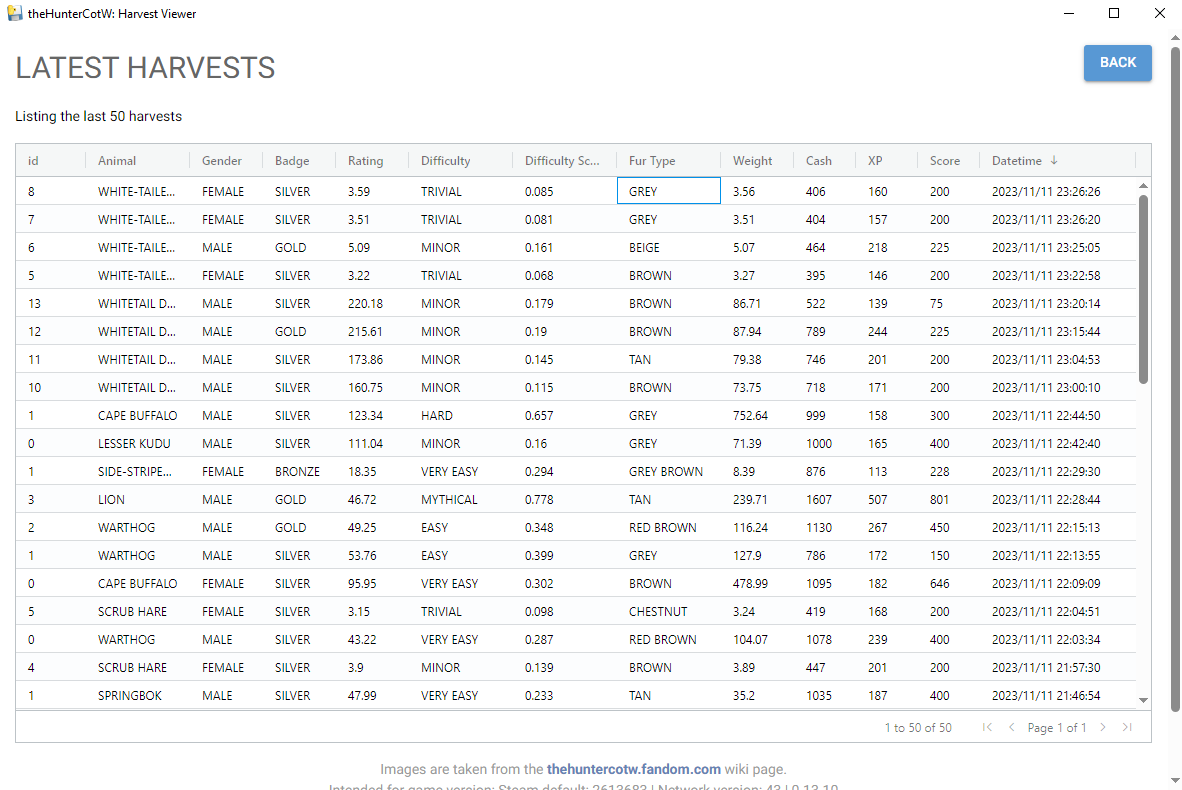 theHunterCotW: Harvest Viewer
LATEST HARVESTS
BACK
Listing the last 50 harvests
id Animal Gender Badge Rating Difficulty Difficulty Sc... Fur Type Weight Cash XP Score Datetime
8 WHITE-TAILE... FEMALE SILVER 3.59 TRIVIAL 0.085 GREY 3.56 406 160 200 2023/11/11 23:26:26
7 WHITE-TAILE... FEMALE SILVER 3.51 TRIVIAL 0.081 GREY 3.51 404 157 200 2023/11/11 23:26:20
6 WHITE-TAILE... MALE GOLD 5.09 MINOR 0.161 BEIGE 5.07 464 218 225 2023/11/11 23:25:05
5 WHITE-TAILE... FEMALE SILVER 3.22 TRIVIAL 0.068 BROWN 3.27 395 146 200 2023/11/11 23:22:58
13 WHITETAIL D... MALE SILVER 220.18 MINOR 0.179 BROWN 86.71 522 139 75 2023/11/11 23:20:14
12 WHITETAIL D... MALE GOLD 215.61 MINOR 0.19 BROWN 87.94 789 244 225 2023/11/11 23:15:44
11 WHITETAIL D... MALE SILVER 173.86 MINOR 0.145 TAN 79.38 746 201 200 2023/11/11 23:04:53
10 WHITETAIL D... MALE SILVER 160.75 MINOR 0.115 BROWN 73.75 718 171 200 2023/11/11 23:00:10
1 CAPE BUFFALO MALE SILVER 123.34 HARD 0.657 GREY 752.64 999 158 300 2023/11/11 22:44:50
0 LESSER KUDU MALE SILVER 111.04 MINOR 0.16 GREY 71.39 1000 165 400 2023/11/11 22:42:40
1 SIDE-STRIPE... FEMALE BRONZE 18.35 VERY EASY 0.294 GREY BROWN 8.39 876 113 228 2023/11/11 22:29:30
3 LION MALE GOLD 46.72 MYTHICAL 0.778 TAN 239.71 1607 507 801 2023/11/11 22:28:44
2 WARTHOG MALE GOLD 49.25 EASY 0.348 RED BROWN 116.24 1130 267 450 2023/11/11 22:15:13
1 WARTHOG MALE SILVER 53.76 EASY 0.399 GREY 127.9 786 172 150 2023/11/11 22:13:55
0 CAPE BUFFALO FEMALE SILVER 95.95 VERY EASY 0.302 BROWN 478.99 1095 182 646 2023/11/11 22:09:09
5 SCRUB HARE FEMALE SILVER 3.15 TRIVIAL 0.098 CHESTNUT 3.24 419 168 200 2023/11/11 22:04:51
0 WARTHOG MALE SILVER 43.22 VERY EASY 0.287 RED BROWN 104.07 1078 239 400 2023/11/11 22:03:34
4 SCRUB HARE FEMALE SILVER 3.9 MINOR 0.139 BROWN 3.89 447 201 200 2023/11/11 21:57:30
1 SPRINGBOK MALE SILVER 47.99 VERY EASY 0.233 TAN 35.2 1035 187 400 2023/11/11 21:46:54
1 to 50 of 50 Page 1 of 1
Images are taken from the thehuntercotw.fandom.com wiki page.
Intended for game version: Steam default: 2613683 | Network version: 43 | 0.13.10